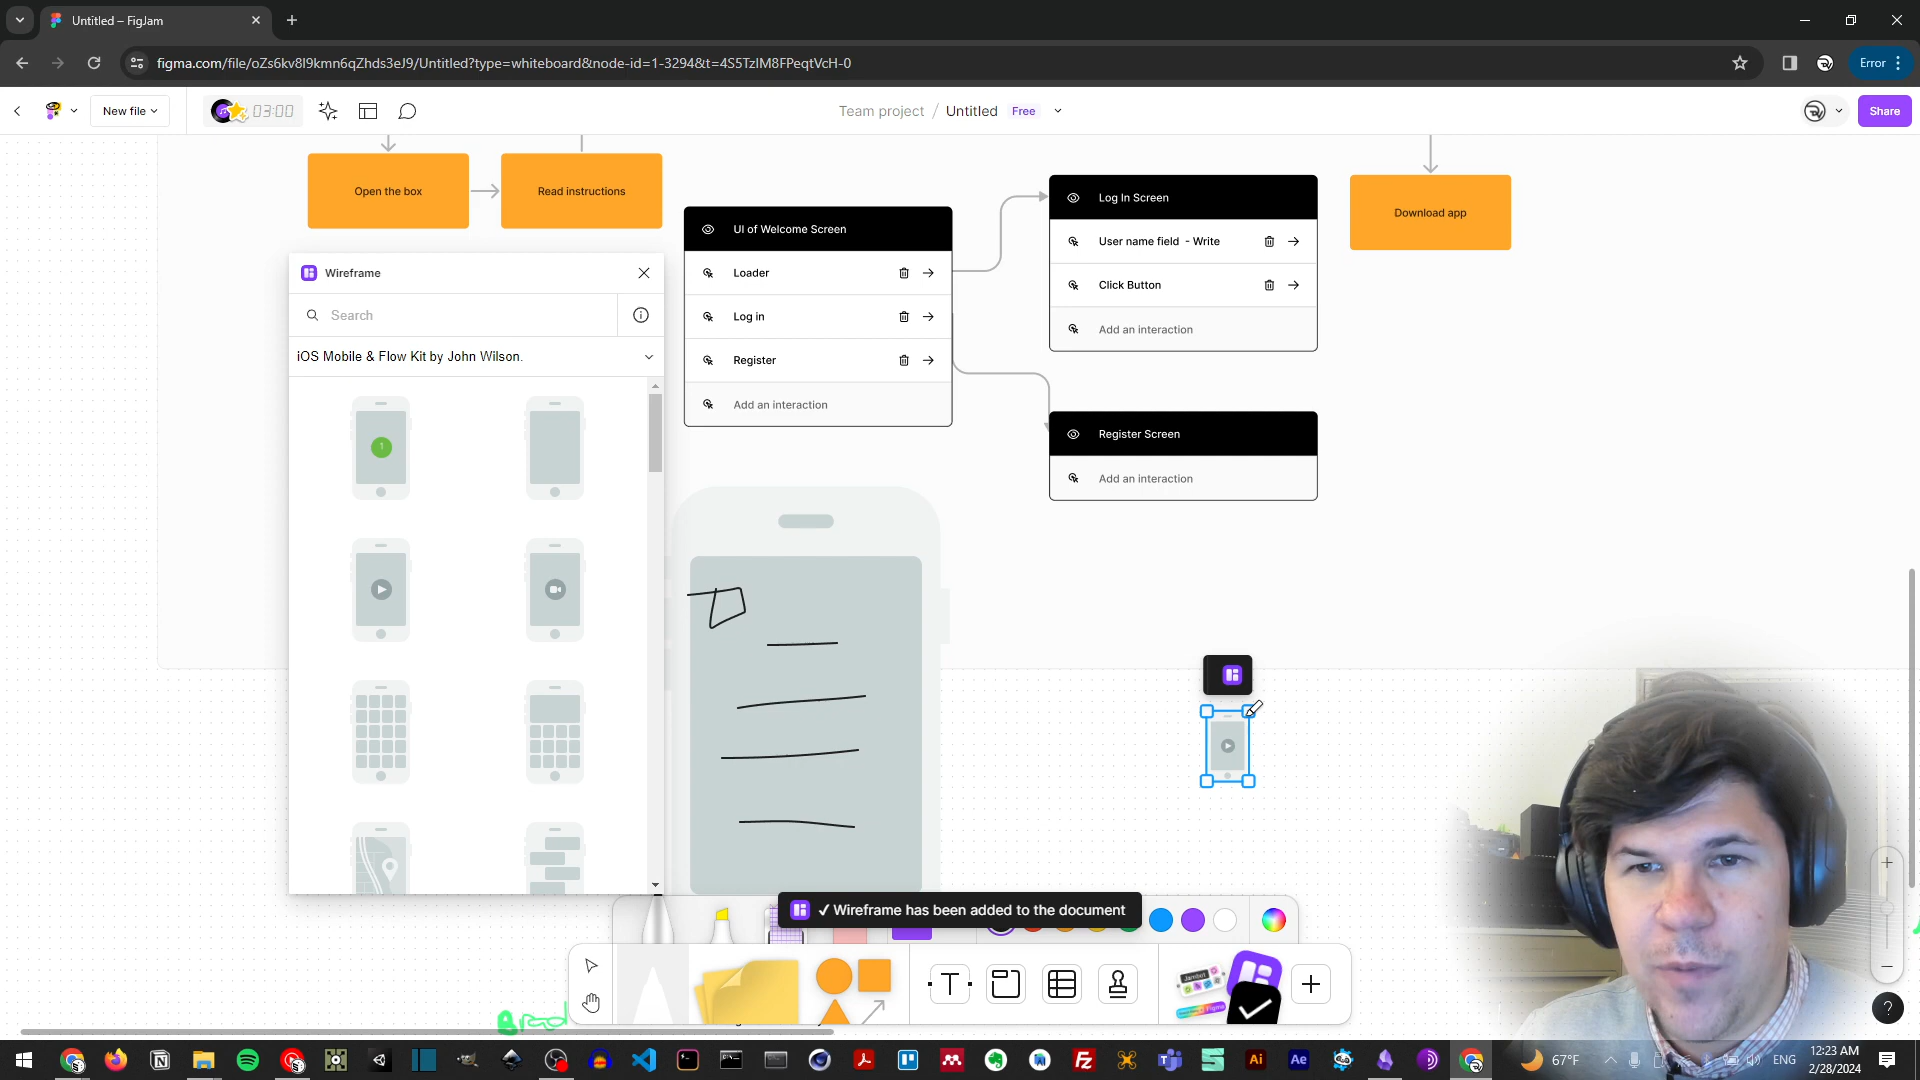 Untitled – FigJam
figma.com/file/oZs6kv8l9kmn6qZhds3eJ9/Untitled?type=whiteboard&node-id=1-3294&t=4S5TzIM8FPeqtVcH-0
Error
New file
03:00
Team project / Untitled Free
Share
Open the box
Read instructions
UI of Welcome Screen
Loader
Log in
Register
Add an interaction
Log In Screen
User name field - Write
Click Button
Add an interaction
Register Screen
Add an interaction
Download app
Wireframe
Search
iOS Mobile & Flow Kit by John Wilson.
1
✓ Wireframe has been added to the document
T
Jambot
67°F
ENG
12:23 AM
2/28/2024